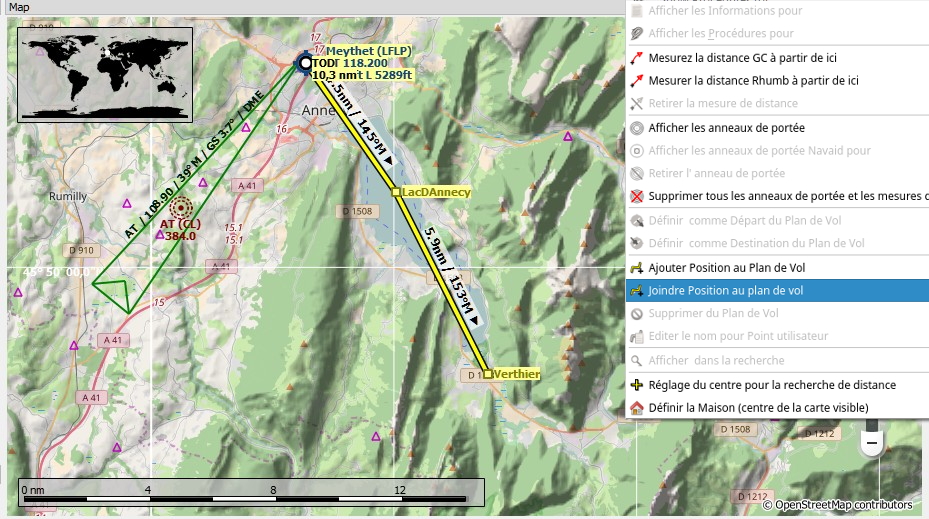 Map
D 910
17
17
Meythet (LFLP)
118.200
10,3 nm
L 5289ft
Anne
145°M
16
AT / 108.90 / 39° M / GS 3.7° / DME
A 41
Rumilly
LacDAnnecy
D 1508
AT (CL)
384.0
15.1
15.1
D 910
A 41
45° 50' 00,0"
5.9nm / 153°M
15
A 41
Verthier
A 41
D 1508
D 1212
D 1212
0 nm
4
8
12
© OpenStreetMap contributors
Afficher les Informations pour
Afficher les Procédures pour
Mesurez la distance GC à partir de ici
Mesurer la distance Rhumb à partir de ici
Retirer la mesure de distance
Afficher les anneaux de portée
Afficher les anneaux de portée Navaid pour
Retirer l' anneau de portée
Supprimer tous les anneaux de portée et les mesures d
Définir comme Départ du Plan de Vol
Définir comme Destination du Plan de Vol
Ajouter Position au Plan de Vol
Joindre Position au plan de vol
Supprimer du Plan de Vol
Editer le nom pour Point utilisateur
Afficher dans la recherche
Réglage du centre pour la recherche de distance
Définir la Maison (centre de la carte visible)